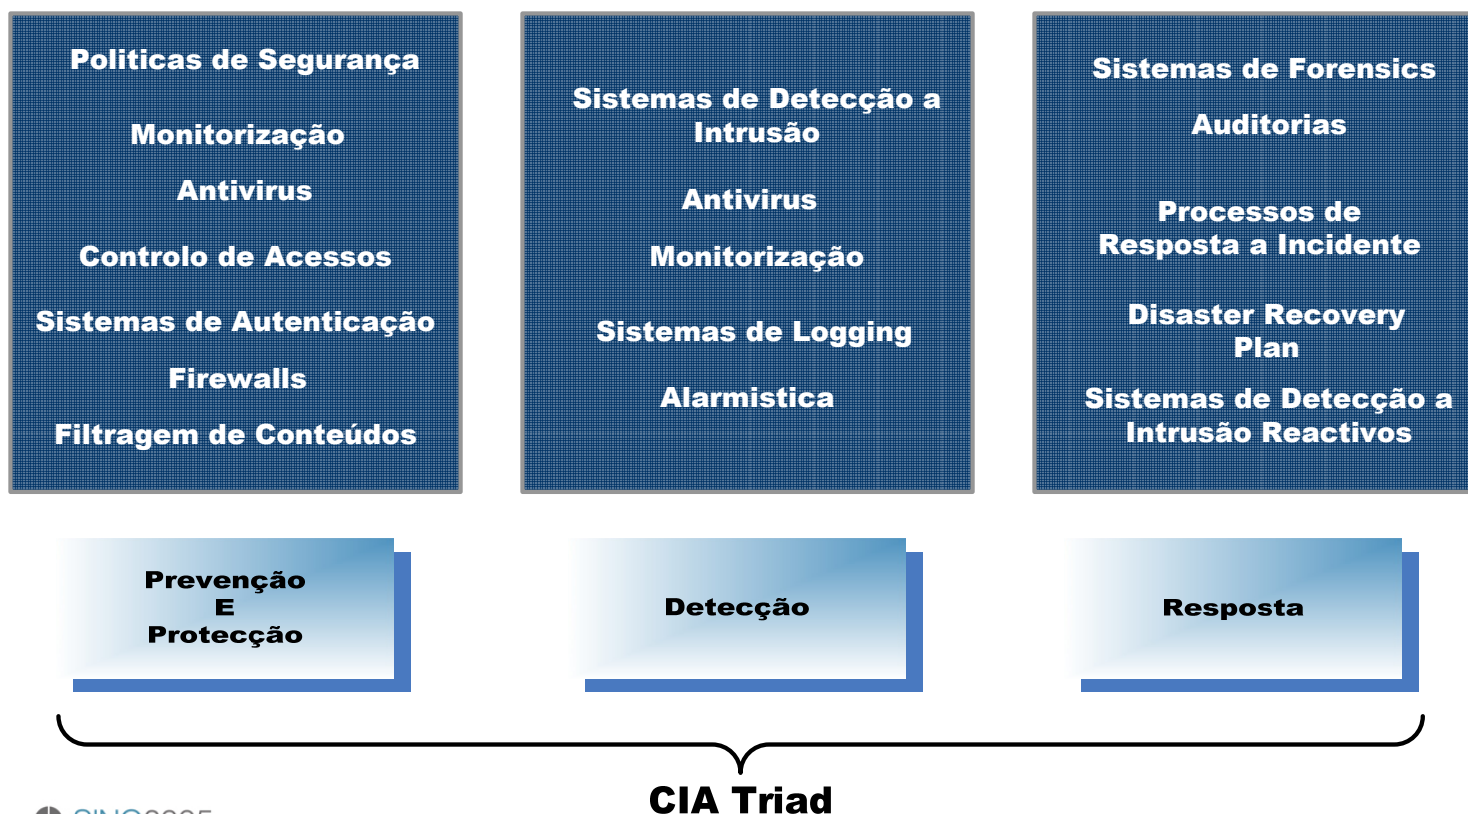 Politicas de Segurança
Monitorização
Antivirus
Controlo de Acessos
Sistemas de Autenticação
Firewalls
Filtragem de Conteúdos
Sistemas de Detecção a
Intrusão
Antivirus
Monitorização
Sistemas de Logging
Alarmistica
Sistemas de Forensics
Auditorias
Processos de
Resposta a Incidente
Disaster Recovery
Plan
Sistemas de Detecção a
Intrusão Reactivos
Prevenção
E
Protecção
Detecção
Resposta
CIA Triad